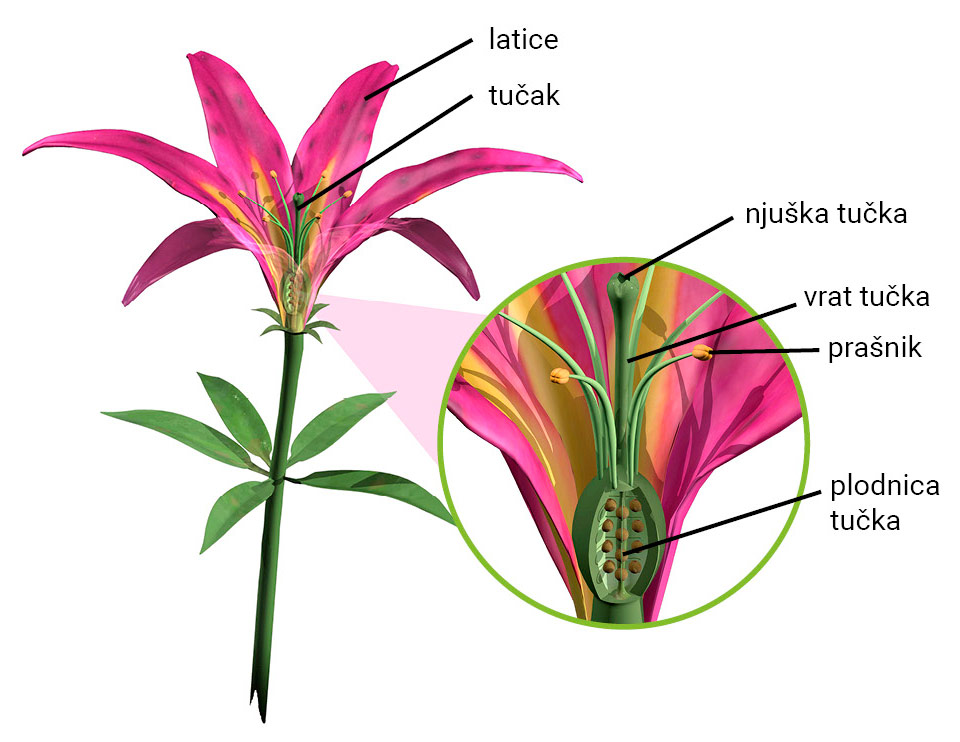 latice
tučak
njuška tučka
vrat tučka
prašnik
plodnica
tučka